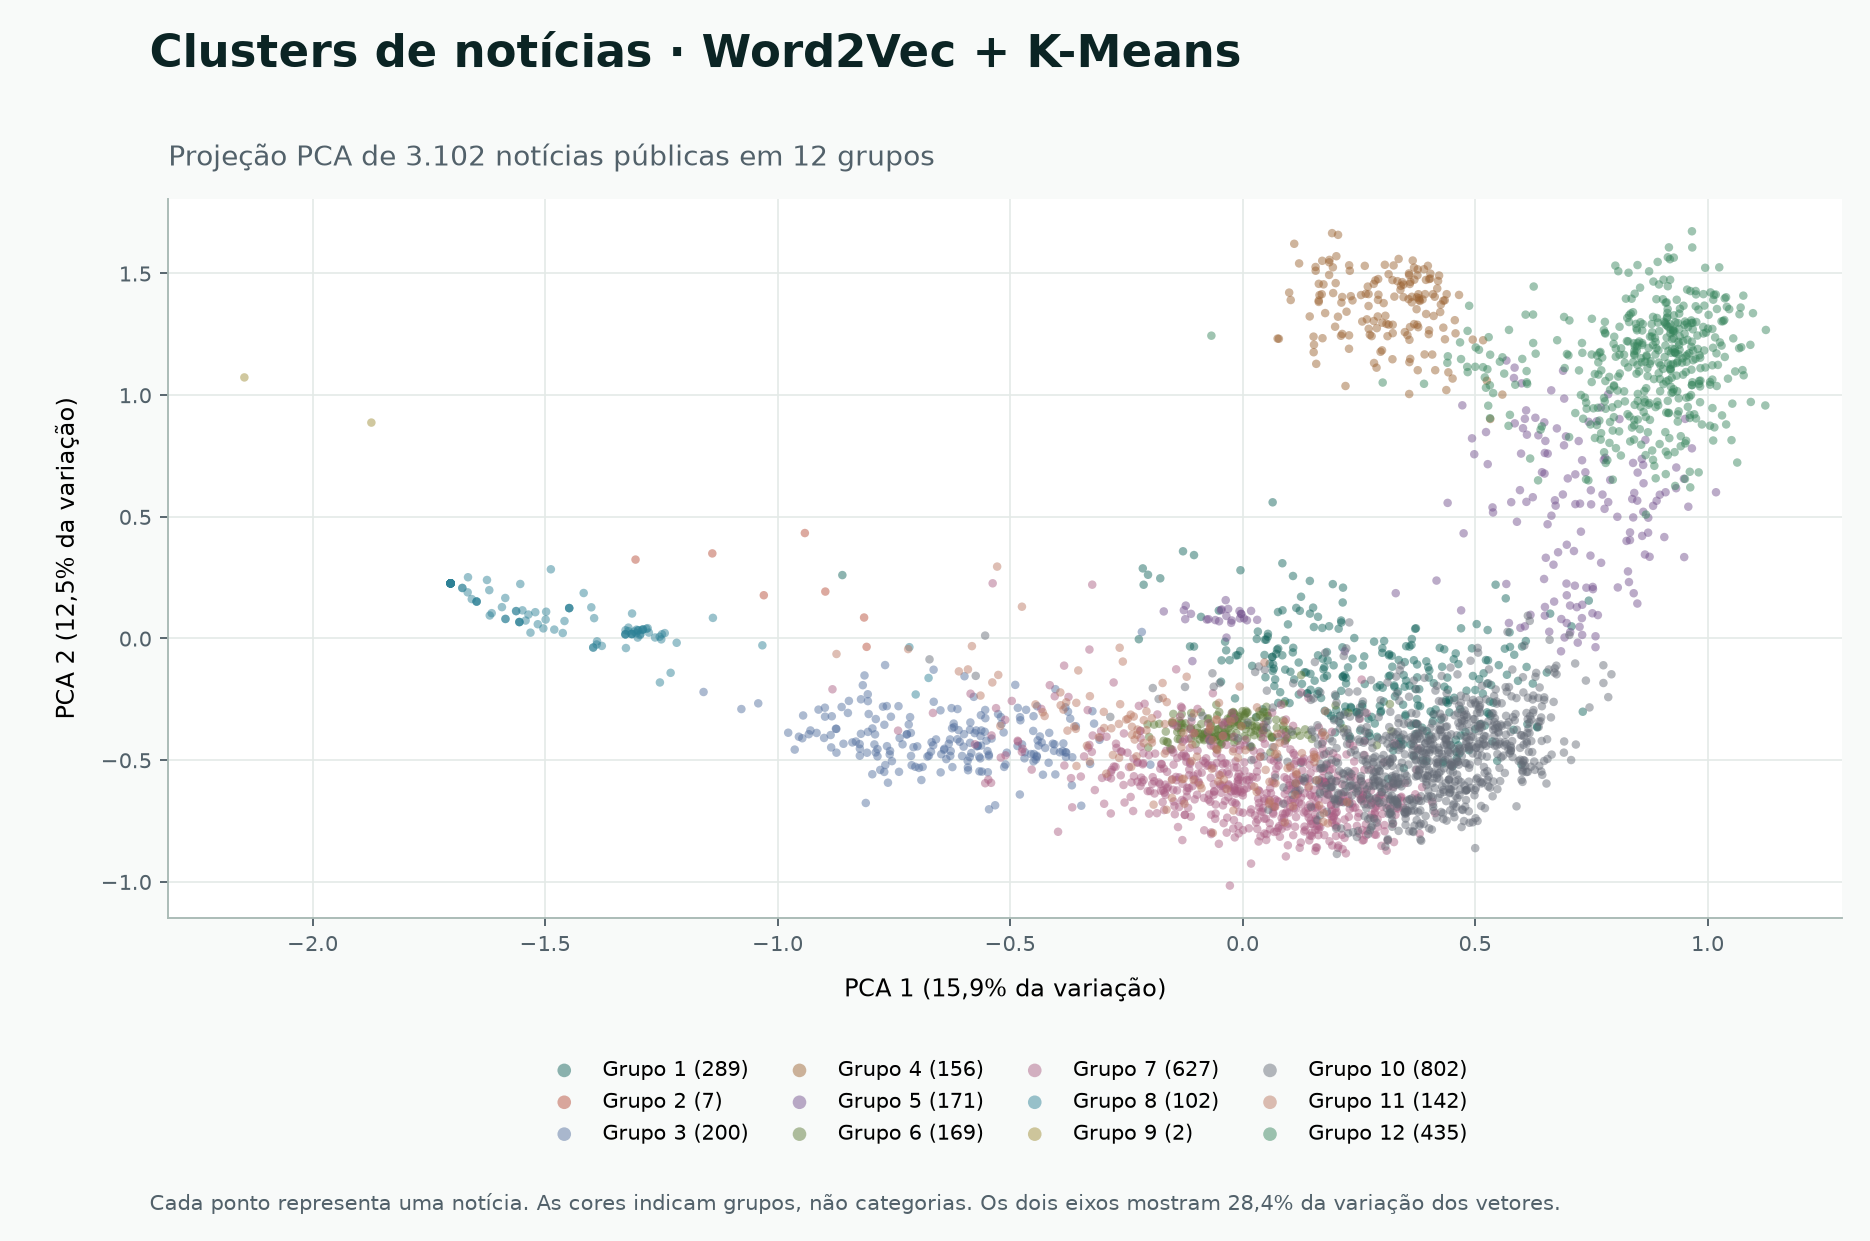 Clusters de notícias · Word2Vec + K-Means
Projeção PCA de 3.102 notícias públicas em 12 grupos
PCA 2 (12,5% da variação)
1.5
1.0
0.5
0.0
−0.5
−1.0
−2.0 −1.5 −1.0 −0.5 0.0 0.5 1.0
PCA 1 (15,9% da variação)
Grupo 1 (289) Grupo 4 (156) Grupo 7 (627) Grupo 10 (802)
Grupo 2 (7) Grupo 5 (171) Grupo 8 (102) Grupo 11 (142)
Grupo 3 (200) Grupo 6 (169) Grupo 9 (2) Grupo 12 (435)
Cada ponto representa uma notícia. As cores indicam grupos, não categorias. Os dois eixos mostram 28,4% da variação dos vetores.